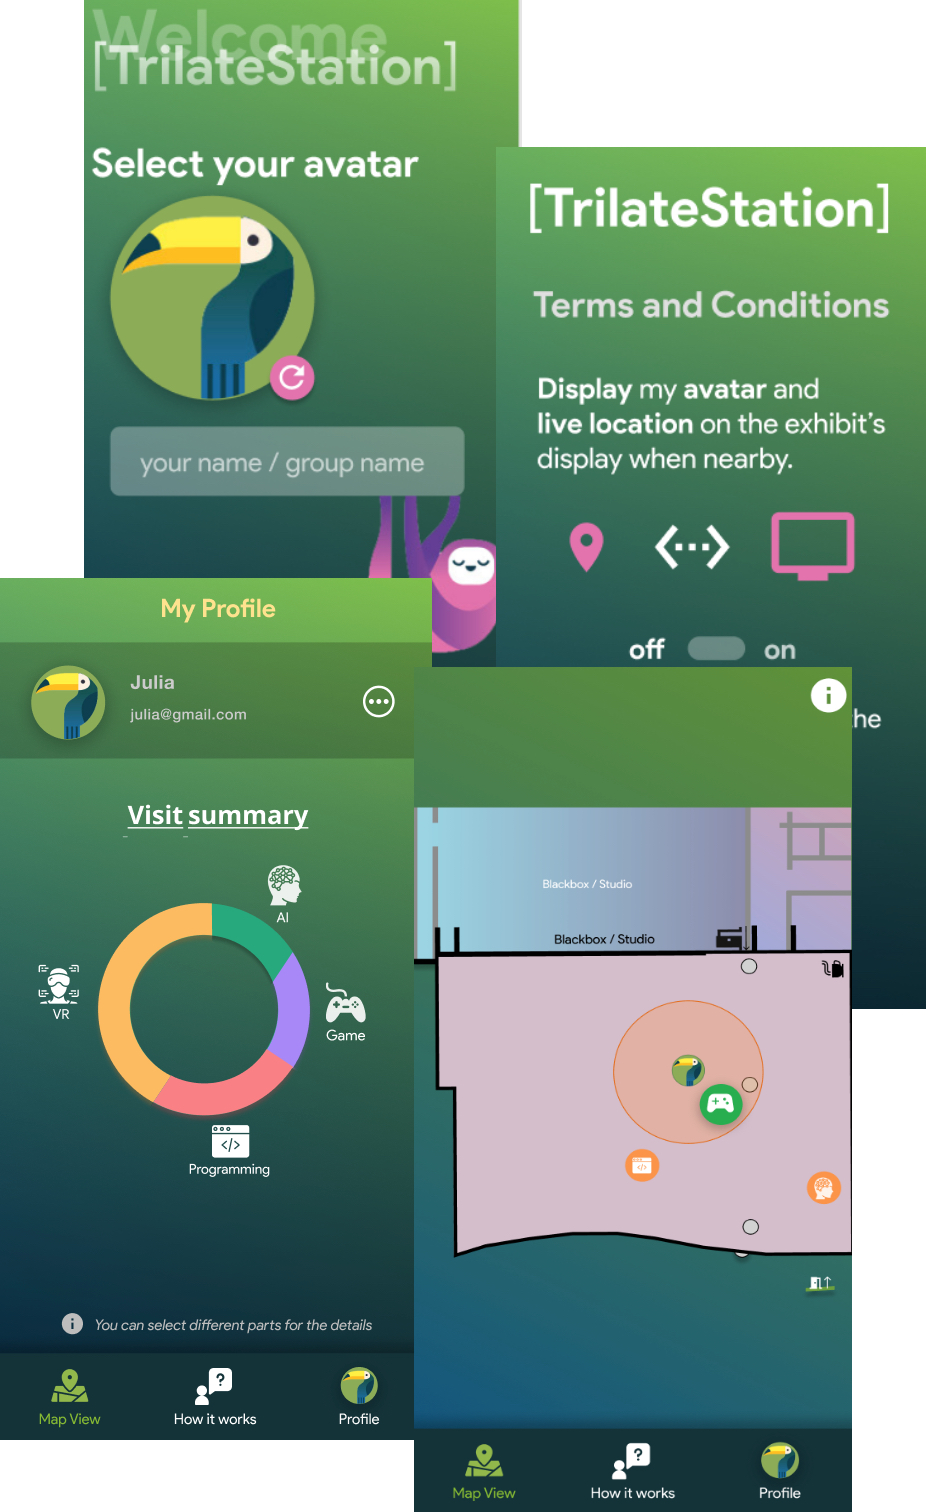 Welcome
[TrilateStation]
Select your avatar
your name / group name
[TrilateStation]
Terms and Conditions
Display my avatar and
live location on the exhibit's
display when nearby.
off on
the
My Profile
Julia
julia@gmail.com
Visit summary
AI
VR
Game
</>
Programming
You can select different parts for the details
Map View
How it works
Profile
Blackbox / Studio
Blackbox / Studio
Map View
How it works
Profile